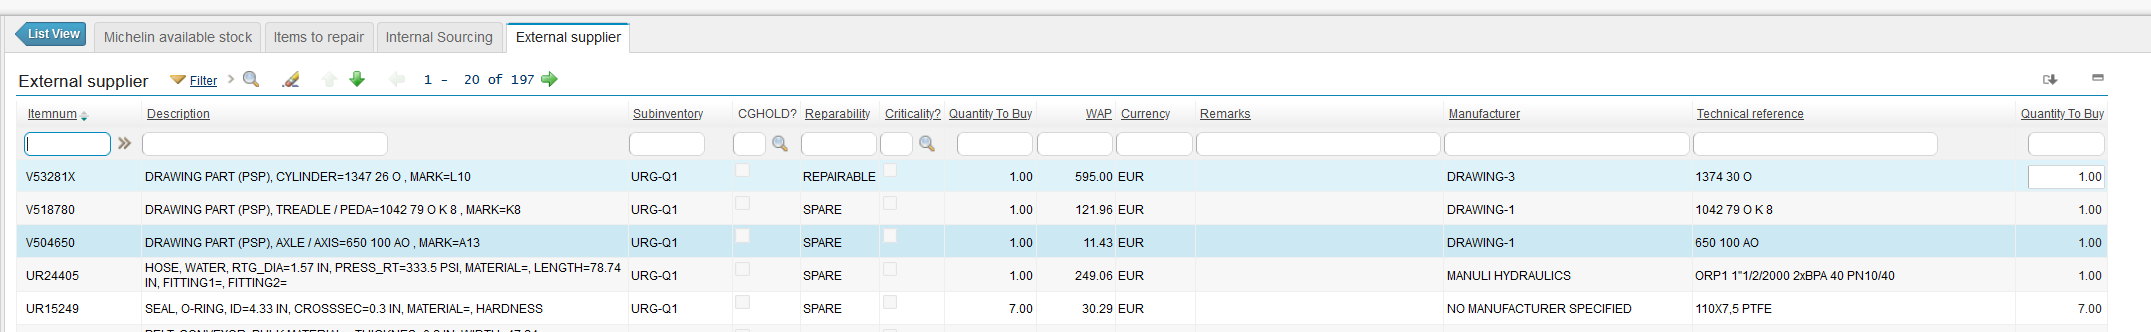 List View Michelin available stock Items to repair Internal Sourcing External supplier
External supplier Filter 1 - 20 of 197
Itemnum Description Subinventory CGHOLD? Reparability Criticality? Quantity To Buy WAP Currency Remarks Manufacturer Technical reference Quantity To Buy
V53281X DRAWING PART (PSP), CYLINDER=1347 26 O , MARK=L10 URG-Q1 REPAIRABLE 1.00 595.00 EUR DRAWING-3 1374 30 O 1.00
V518780 DRAWING PART (PSP), TREADLE / PEDA=1042 79 O K 8 , MARK=K8 URG-Q1 SPARE 1.00 121.96 EUR DRAWING-1 1042 79 O K 8 1.00
V504650 DRAWING PART (PSP), AXLE / AXIS=650 100 AO , MARK=A13 URG-Q1 SPARE 1.00 11.43 EUR DRAWING-1 650 100 AO 1.00
UR24405 HOSE, WATER, RTG_DIA=1.57 IN, PRESS_RT=333.5 PSI, MATERIAL=, LENGTH=78.74
IN, FITTING1=, FITTING2= URG-Q1 SPARE 1.00 249.06 EUR MANULI HYDRAULICS ORP1 1"1/2/2000 2xBPA 40 PN10/40 1.00
UR15249 SEAL, O-RING, ID=4.33 IN, CROSSSEC=0.3 IN, MATERIAL=, HARDNESS URG-Q1 SPARE 7.00 30.29 EUR NO MANUFACTURER SPECIFIED 110X7,5 PTFE 7.00